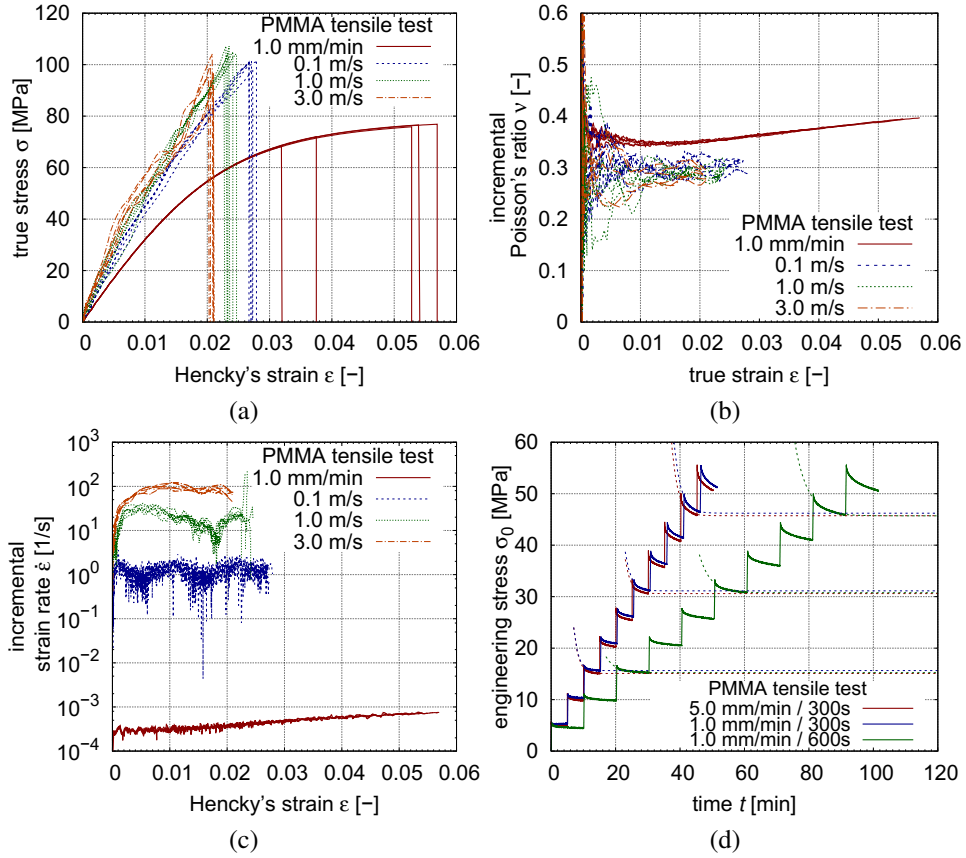 120
100
80
60
40
20
0
true stress σ [MPa]
PMMA tensile test
1.0 mm/min
0.1 m/s
1.0 m/s
3.0 m/s
0 0.01 0.02 0.03 0.04 0.05 0.06
Hencky's strain ε [−]
(a)
0.6
0.5
0.4
0.3
0.2
0.1
incremental
Poisson's ratio ν [−]
PMMA tensile test
1.0 mm/min
0.1 m/s
1.0 m/s
3.0 m/s
0 0.01 0.02 0.03 0.04 0.05 0.06
true strain ε [−]
(b)
10^3
10^2
10^1
10^0
10^-1
10^-2
10^-3
10^-4
incremental
strain rate ε̇ [1/s]
PMMA tensile test
1.0 mm/min
0.1 m/s
1.0 m/s
3.0 m/s
0 0.01 0.02 0.03 0.04 0.05 0.06
Hencky's strain ε [−]
(c)
60
50
40
30
20
10
0
engineering stress σ0 [MPa]
PMMA tensile test
5.0 mm/min / 300s
1.0 mm/min / 300s
1.0 mm/min / 600s
0 20 40 60 80 100 120
time t [min]
(d)